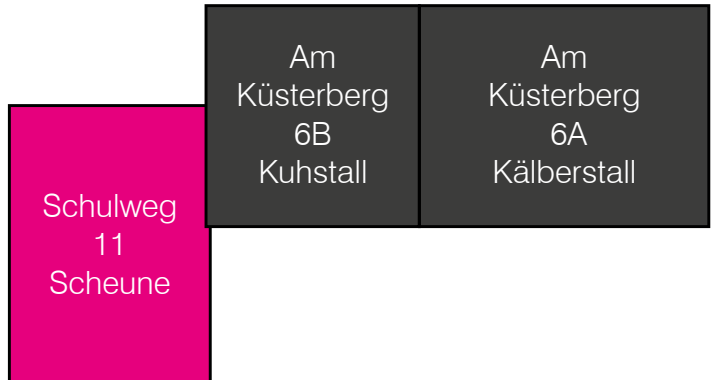 Am
Küsterberg
6B
Kuhstall
Am
Küsterberg
6A
Kälberstall
Schulweg
11
Scheune